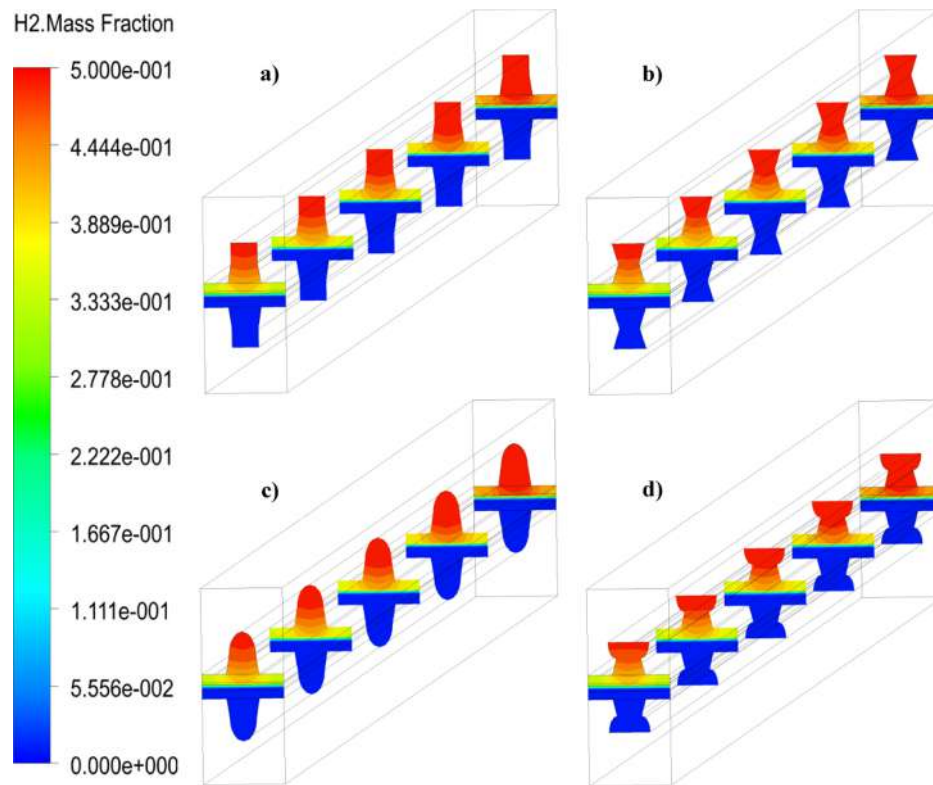 H2.Mass Fraction
5.000e-001
4.444e-001
3.889e-001
3.333e-001
2.778e-001
2.222e-001
1.667e-001
1.111e-001
5.556e-002
0.000e+000
a)
b)
c)
d)